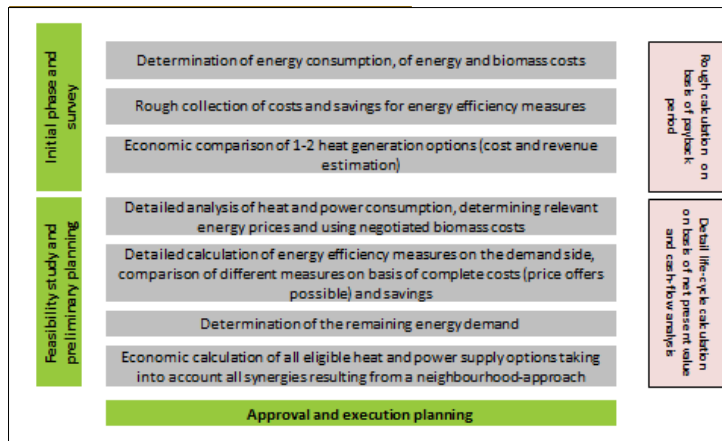 Initial phase and
survey
Determination of energy consumption, of energy and biomass costs
Rough collection of costs and savings for energy efficiency measures
Economic comparison of 1-2 heat generation options (cost and revenue
estimation)
Rough calculation on
basis of payback
period
Feasibility study and
preliminary planning
Detailed analysis of heat and power consumption, determining relevant
energy prices and using negotiated biomass costs
Detailed calculation of energy efficiency measures on the demand side,
comparison of different measures on basis of complete costs (price offers
possible) and savings
Determination of the remaining energy demand
Economic calculation of all eligible heat and power supply options taking
into account all synergies resulting from a neighbourhood-approach
Detail life-cycle calculation
on basis of net present value
and cash-flow analysis
Approval and execution planning